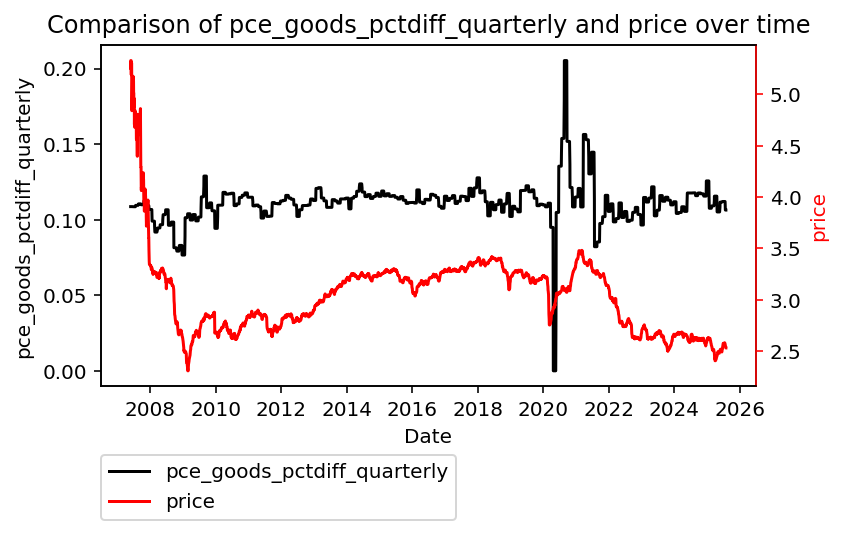 Comparison of pce_goods_pctdiff_quarterly and price over time
pce_goods_pctdiff_quarterly
0.20
0.15
0.10
0.05
0.00
5.0
4.5
4.0
3.5
3.0
2.5
price
2008 2010 2012 2014 2016 2018 2020 2022 2024 2026
Date
pce_goods_pctdiff_quarterly
price